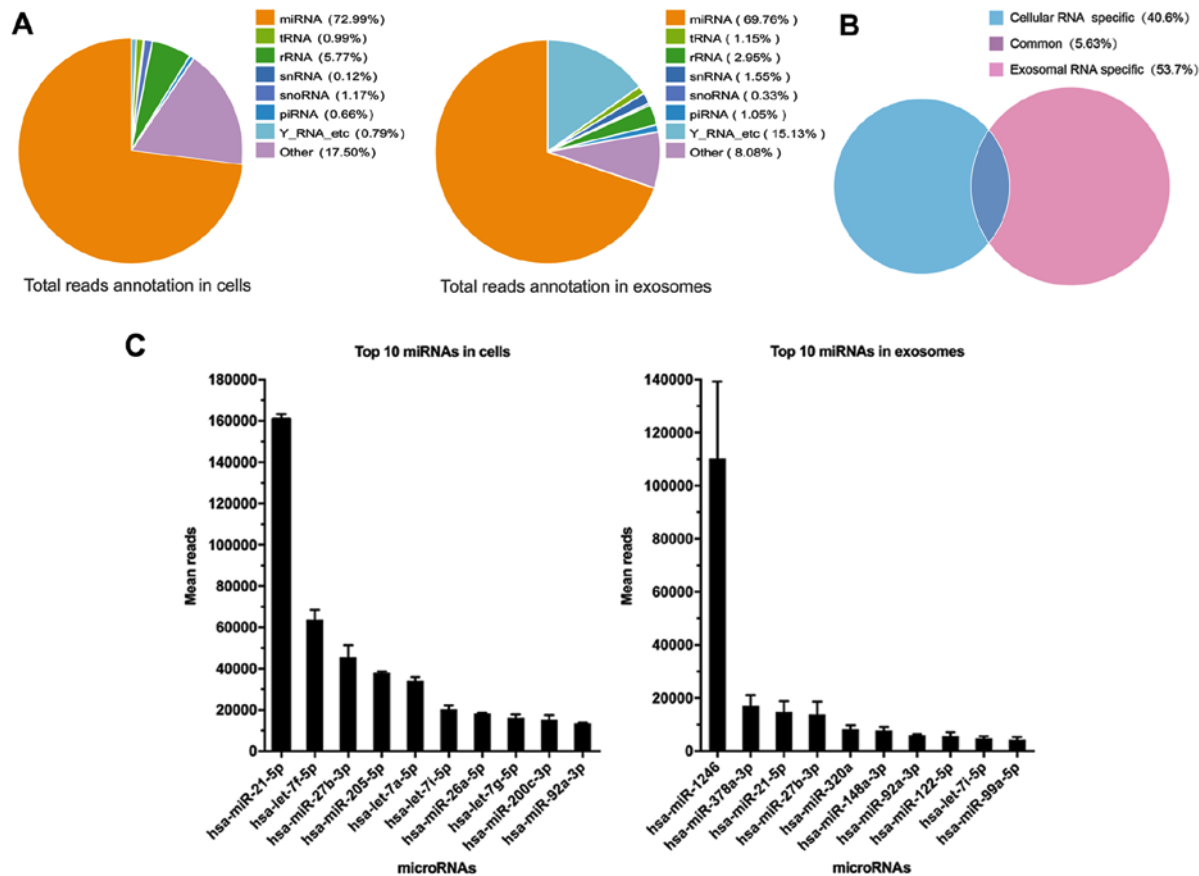 A
miRNA (72.99%)
tRNA (0.99%)
rRNA (5.77%)
snRNA (0.12%)
snoRNA (1.17%)
piRNA (0.66%)
Y_RNA_etc (0.79%)
Other (17.50%)
Total reads annotation in cells
miRNA ( 69.76% )
tRNA ( 1.15% )
rRNA ( 2.95% )
snRNA ( 1.55% )
snoRNA ( 0.33% )
piRNA ( 1.05% )
Y_RNA_etc ( 15.13% )
Other ( 8.08% )
Total reads annotation in exosomes
B
Cellular RNA specific (40.6%)
Common (5.63%)
Exosomal RNA specific (53.7%)
C
Top 10 miRNAs in cells
Mean reads
180000
160000
140000
120000
100000
80000
60000
40000
20000
0
hsa-miR-21-5p
hsa-let-7f-5p
hsa-miR-27b-3p
hsa-miR-205-5p
hsa-let-7a-5p
hsa-let-7i-5p
hsa-miR-26a-5p
hsa-let-7g-5p
hsa-miR-200c-3p
hsa-miR-92a-3p
microRNAs
Top 10 miRNAs in exosomes
Mean reads
140000
120000
100000
80000
60000
40000
20000
0
hsa-miR-1246
hsa-miR-378a-3p
hsa-miR-21-5p
hsa-miR-27b-3p
hsa-miR-320a
hsa-miR-148a-3p
hsa-miR-92a-3p
hsa-miR-122-5p
hsa-let-7i-5p
hsa-miR-99a-5p
microRNAs